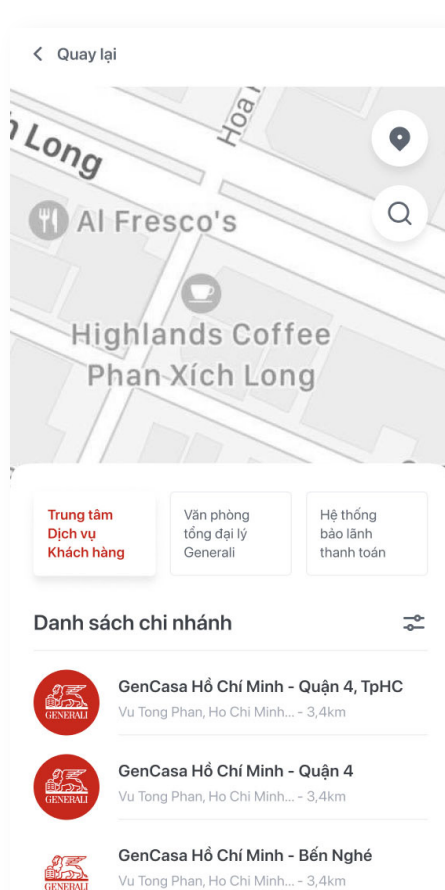 Quay lại
Hoa
h Long
Al Fresco's
Highlands Coffee
Phan Xích Long
Trung tâm
Dịch vụ
Khách hàng
Văn phòng
tổng đại lý
Generali
Hệ thống
bảo lãnh
thanh toán
Danh sách chi nhánh
GENERALI
GenCasa Hồ Chí Minh - Quận 4, TpHC
Vu Tong Phan, Ho Chi Minh... - 3,4km
GENERALI
GenCasa Hồ Chí Minh - Quận 4
Vu Tong Phan, Ho Chi Minh... - 3,4km
GENERALI
GenCasa Hồ Chí Minh - Bến Nghé
Vu Tong Phan, Ho Chi Minh... - 3,4km